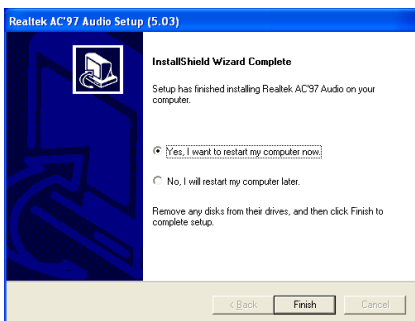 Realtek AC'97 Audio Setup (5.03)
InstallShield Wizard Complete
Setup has finished installing Realtek AC'97 Audio on your
computer.
Yes, I want to restart my computer now.
No, I will restart my computer later.
Remove any disks from their drives, and then click Finish to
complete setup.
< Back
Finish
Cancel